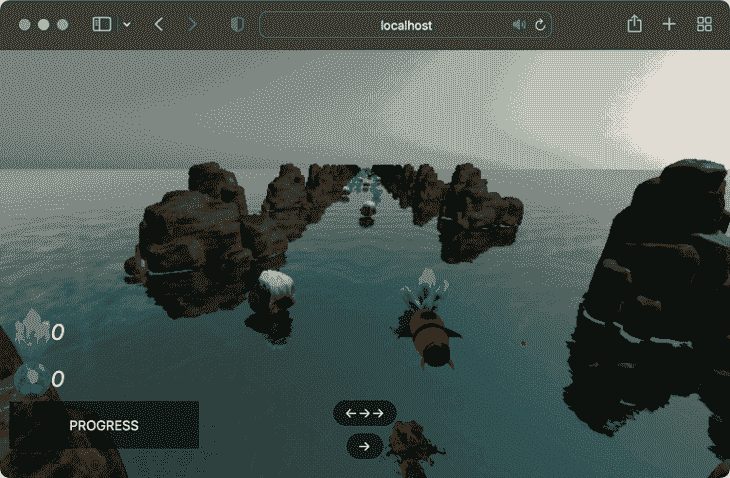 localhost
0
0
PROGRESS
←→→
→